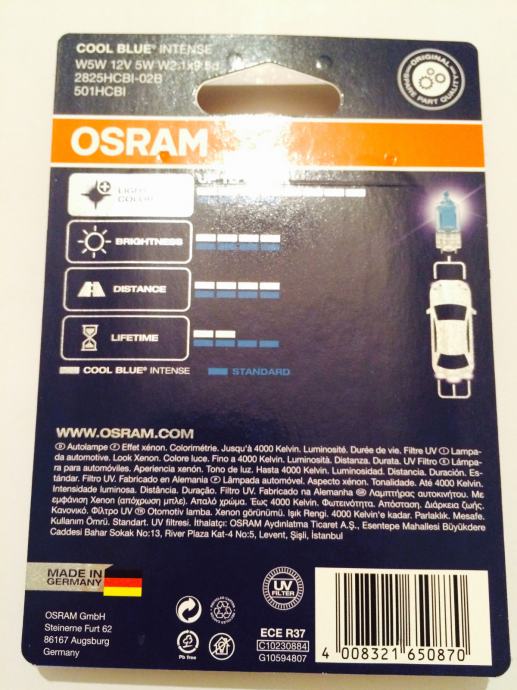 COOL BLUE® INTENSE
W5W 12V 5W W2.1x9.5d
2825HCBI-02B
501HCBI
ORIGINAL
SPARE PART QUALITY
OSRAM
LIGHT COLOR
BRIGHTNESS
DISTANCE
LIFETIME
COOL BLUE® INTENSE
STANDARD
WWW.OSRAM.COM
Ⓓ Autolampe Ⓕ Effet xénon. Colorimétrie. Jusqu'à 4000 Kelvin. Luminosité. Durée de vie. Filtre UV Ⓘ Lampa-
da automotive. Look Xenon. Colore luce. Fino a 4000 Kelvin. Luminosità. Distanza. Durata. UV Filtro Ⓔ Lámpa-
ra para automóviles. Aperiencia xenón. Tono de luz. Hasta 4000 Kelvin. Luminosidad. Distancia. Duración. Es-
tándar. Filtro UV. Fabricado en Alemania Ⓟ Lâmpada automóvel. Aspecto xénon. Tonalidade. Até 4000 Kelvin.
Intensidade luminosa. Distância. Duração. Filtro UV. Fabricado na Alemanha GR Λαμπτήρας αυτοκινήτου. Με
εμφάνιση Xenon (απόχρωση μπλε). Απαλό χρώμα. Έως 4000 Kelvin. Φωτεινότητα. Απόσταση. Διάρκεια ζωής.
Κανονικό. Φίλτρο UV TR Otomotiv lamba. Xenon görünümü. Işık Rengi. 4000 Kelvin'e kadar. Parlaklık. Mesafe.
Kullanım Ömrü. Standart. UV filtresi. İthalatçı: OSRAM Aydınlatma Ticaret A.Ş., Esentepe Mahallesi Büyükdere
Caddesi Bahar Sokak No:13, River Plaza Kat-4 No:5, Levent, Şişli, İstanbul
MADE IN
GERMANY
OSRAM GmbH
Steinerne Furt 62
86167 Augsburg
Germany
Pb free
UV
FILTER
ECE R37
C10230884
G10594807
4 008321 650870